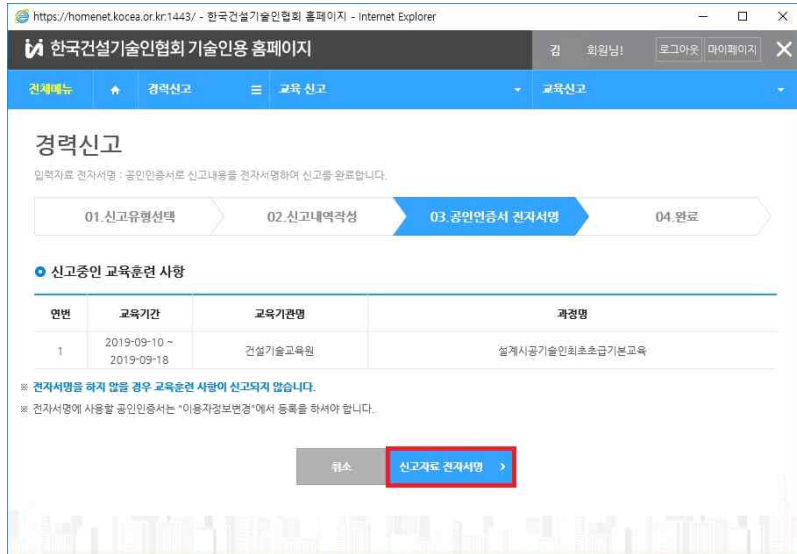 https://homenet.kocea.or.kr:1443/ - 한국건설기술인협회 홈페이지 - Internet Explorer
한국건설기술인협회 기술인용 홈페이지 김 회원님! 로그아웃 마이페이지
전체메뉴 경력신고 교육 신고 교육신고
경력신고
입력자료 전자서명 : 공인인증서로 신고내용을 전자서명하여 신고를 완료합니다.
01.신고유형선택 02.신고내역작성 03.공인인증서 전자서명 04.완료
신고중인 교육훈련 사항
연번 교육기간 교육기관명 과정명
1 2019-09-10 ~ 건설기술교육원 설계시공기술인최초초급기본교육
2019-09-18
※ 전자서명을 하지 않을 경우 교육훈련 사항이 신고되지 않습니다.
※ 전자서명에 사용할 공인인증서는 "이용자정보변경"에서 등록을 하셔야 합니다.
취소 신고자료 전자서명 >